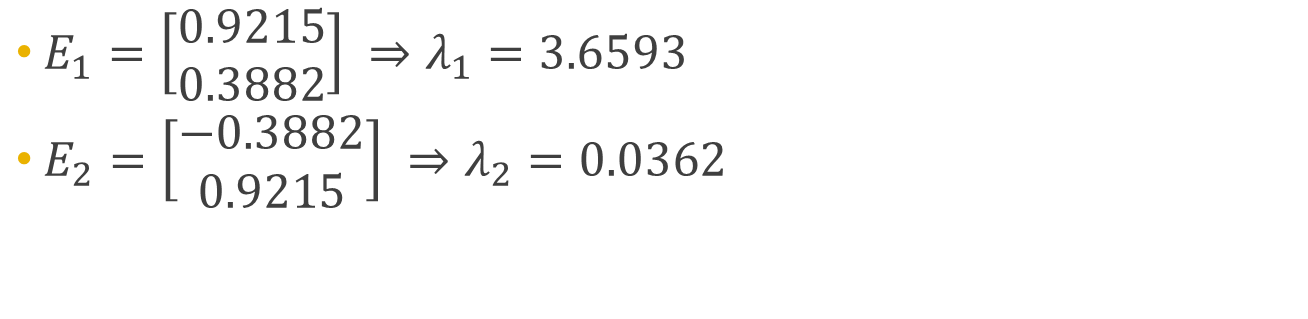 • E₁ = [0.9215 0.3882] ⇒ λ₁ = 3.6593
• E₂ = [−0.3882 0.9215] ⇒ λ₂ = 0.0362